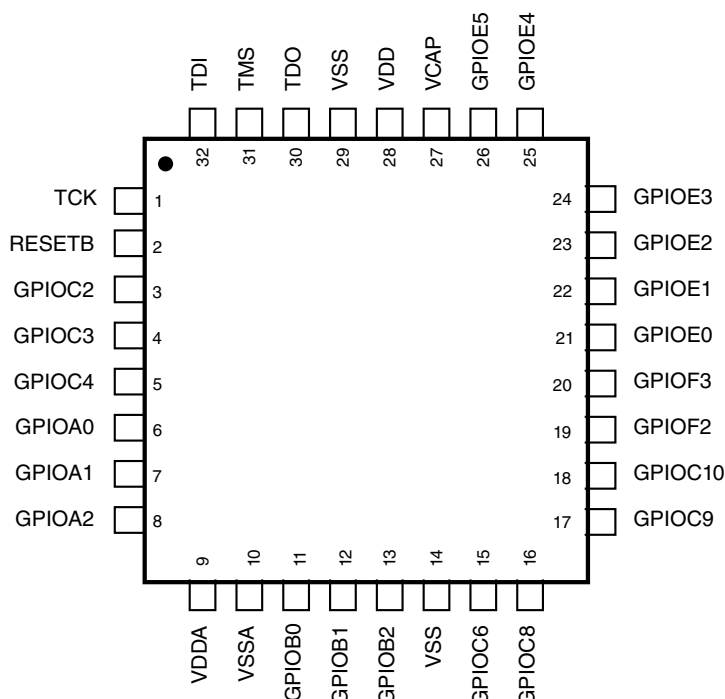 TDI
TMS
TDO
VSS
VDD
VCAP
GPIOE5
GPIOE4
32
31
30
29
28
27
26
25
TCK 1
RESETB 2
GPIOC2 3
GPIOC3 4
GPIOC4 5
GPIOA0 6
GPIOA1 7
GPIOA2 8
24 GPIOE3
23 GPIOE2
22 GPIOE1
21 GPIOE0
20 GPIOF3
19 GPIOF2
18 GPIOC10
17 GPIOC9
9
10
11
12
13
14
15
16
VDDA
VSSA
GPIOB0
GPIOB1
GPIOB2
VSS
GPIOC6
GPIOC8